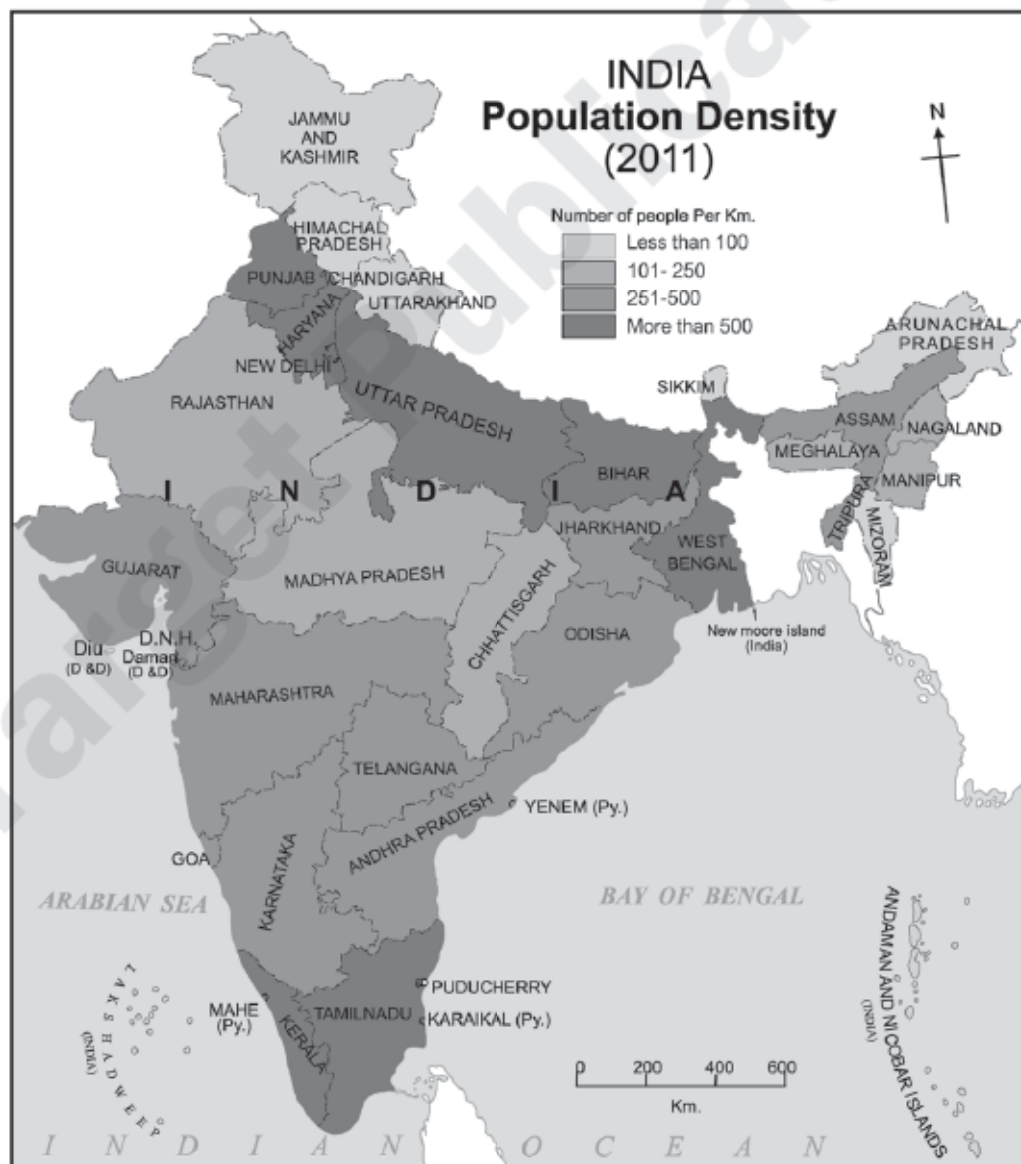 INDIA
Population Density
(2011)
N
Number of people Per Km.
Less than 100
101- 250
251-500
More than 500
JAMMU
AND
KASHMIR
HIMACHAL
PRADESH
PUNJAB
CHANDIGARH
UTTARAKHAND
HARYANA
NEW DELHI
RAJASTHAN
UTTAR PRADESH
SIKKIM
ARUNACHAL
PRADESH
ASSAM
NAGALAND
MEGHALAYA
MANIPUR
BIHAR
TRIPURA
MIZORAN
I N D I A
JHARKHAND
WEST
BENGAL
GUJARAT
MADHYA PRADESH
CHHATTISGARH
ODISHA
New moore island
(India)
Diu
(D &D)
D.N.H.
Daman
(D &D)
MAHARASHTRA
TELANGANA
ANDHRA PRADESH
YENEM (Py.)
GOA
KARNATAKA
ARABIAN SEA
BAY OF BENGAL
ANDAMAN AND NICOBAR ISLANDS
(INDIA)
LAKSHADWEEP
(INDIA)
MAHE
(Py.)
KERALA
TAMILNADU
PUDUCHERRY
KARAIKAL (Py.)
0 200 400 600
Km.
INDIAN OCEAN